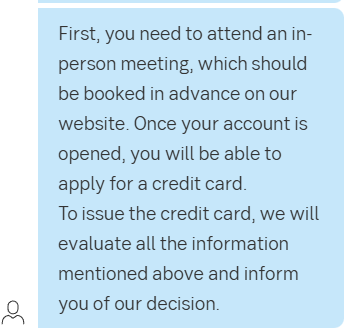 First, you need to attend an in-
person meeting, which should
be booked in advance on our
website. Once your account is
opened, you will be able to
apply for a credit card.
To issue the credit card, we will
evaluate all the information
mentioned above and inform
you of our decision.